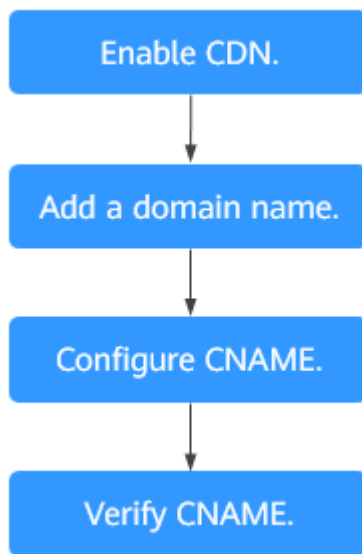 Enable CDN.
Add a domain name.
Configure CNAME.
Verify CNAME.